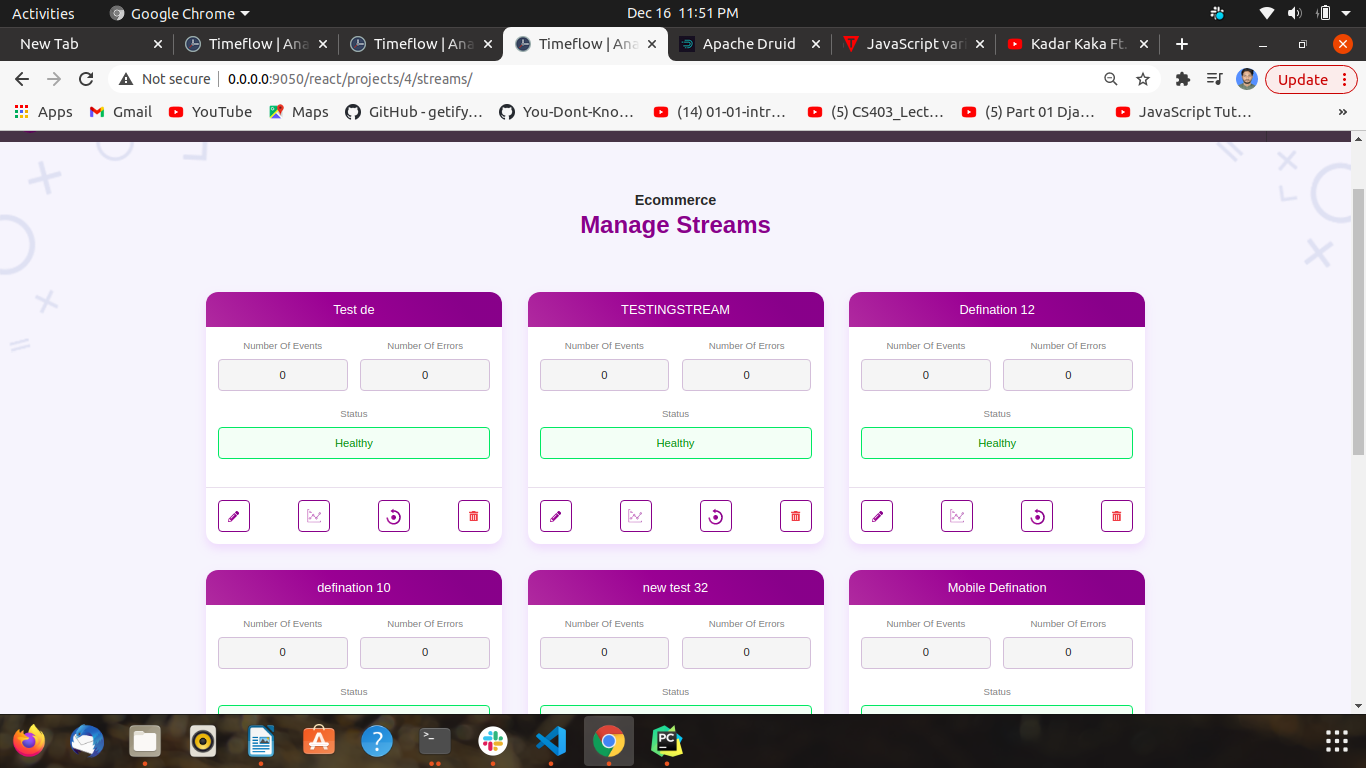 Activities Google Chrome Dec 16 11:51 PM
New Tab Timeflow | Ana Timeflow | Ana Timeflow | Ana Apache Druid JavaScript vari Kadar Kaka Ft.
Not secure 0.0.0.0:9050/react/projects/4/streams/ Update
Apps Gmail YouTube Maps GitHub - getify... You-Dont-Kno... (14) 01-01-intr... (5) CS403_Lect... (5) Part 01 Dja... JavaScript Tut... »
Ecommerce
Manage Streams
Test de TESTINGSTREAM Defination 12
Number Of Events Number Of Errors Number Of Events Number Of Errors Number Of Events Number Of Errors
0 0 0 0 0 0
Status Status Status
Healthy Healthy Healthy
defination 10 new test 32 Mobile Defination
Number Of Events Number Of Errors Number Of Events Number Of Errors Number Of Events Number Of Errors
0 0 0 0 0 0
Status Status Status